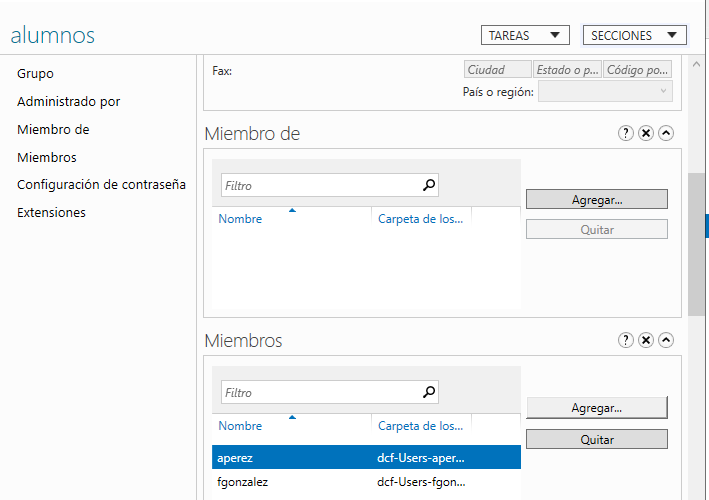 alumnos
TAREAS
SECCIONES
Grupo
Administrado por
Miembro de
Miembros
Configuración de contraseña
Extensiones
Fax:
Ciudad
Estado o p...
Código po...
País o región:
Miembro de
?
Filtro
Agregar...
Nombre
Carpeta de los...
Quitar
Miembros
?
Filtro
Agregar...
Nombre
Carpeta de los...
Quitar
aperez
dcf-Users-aper...
fgonzalez
dcf-Users-fgon...